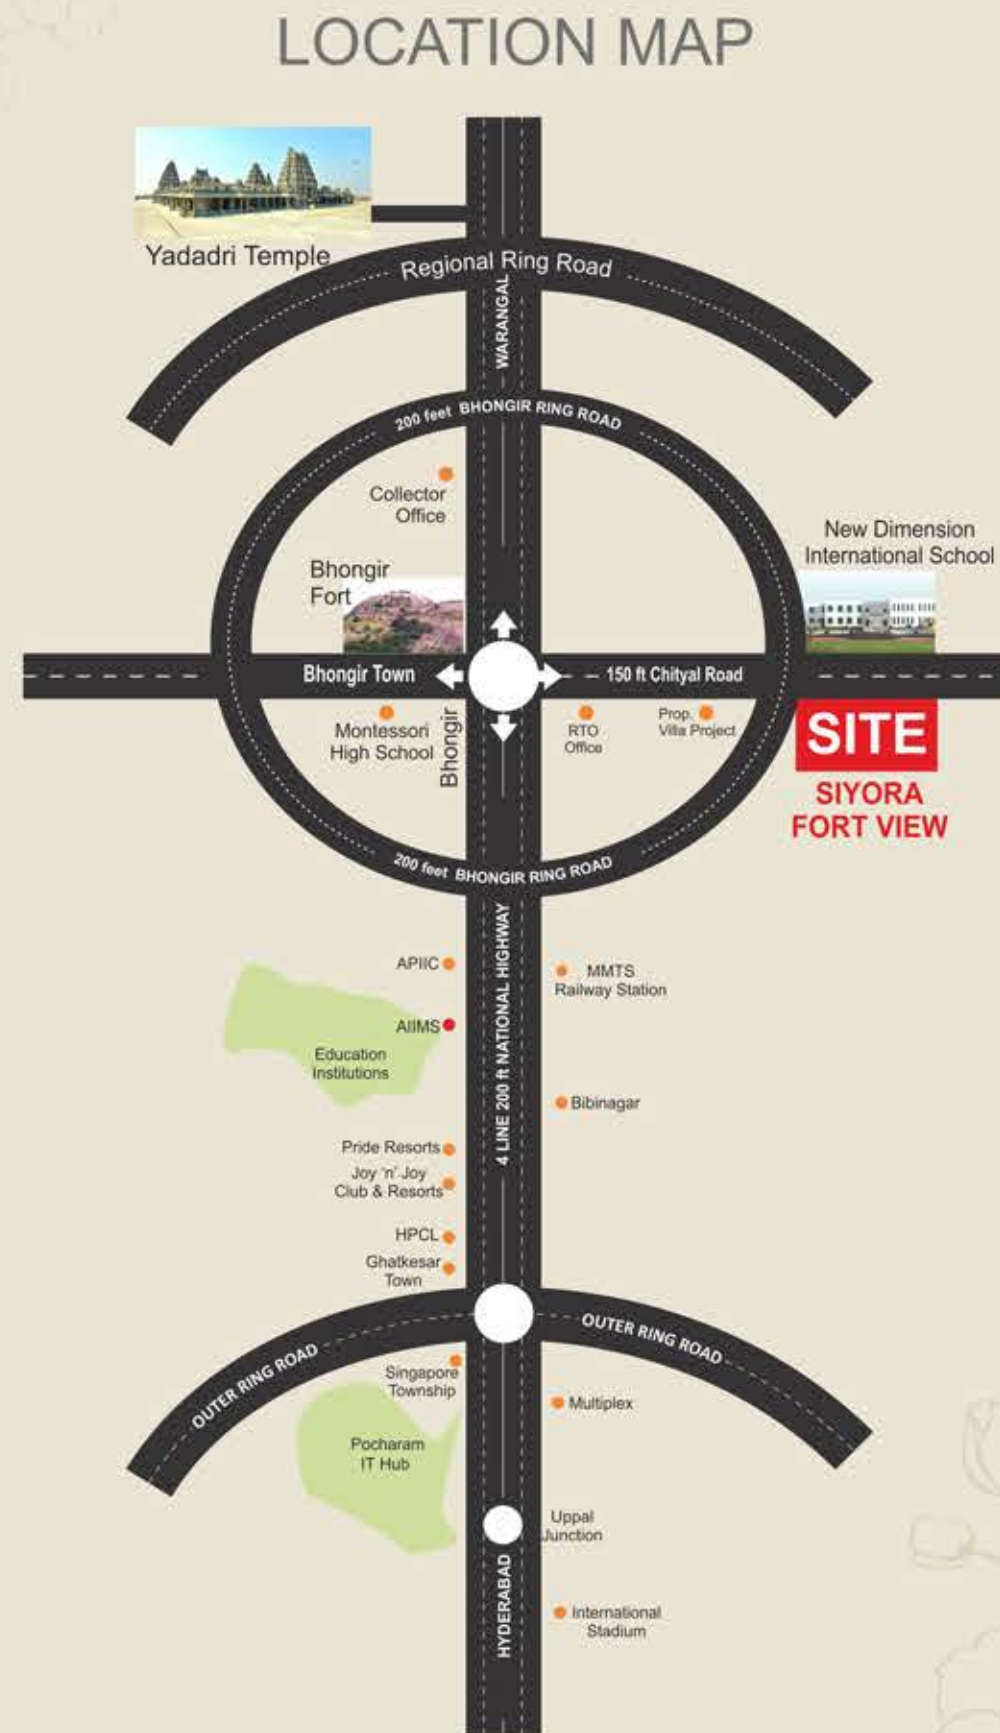 LOCATION MAP
Yadadri Temple
Regional Ring Road
WARANGAL
200 feet BHONGIR RING ROAD
Collector
Office
New Dimension
International School
Bhongir
Fort
Bhongir Town
150 ft Chityal Road
Montessori
High School
Bhongir
RTO
Office
Prop.
Villa Project
SITE
SIYORA
FORT VIEW
200 feet BHONGIR RING ROAD
4 LINE 200 ft NATIONAL HIGHWAY
APIIC
MMTS
Railway Station
AIIMS
Education
Institutions
Bibinagar
Pride Resorts
Joy 'n' Joy
Club & Resorts
HPCL
Ghatkesar
Town
OUTER RING ROAD
OUTER RING ROAD
Singapore
Township
Multiplex
Pocharam
IT Hub
Uppal
Junction
HYDERABAD
International
Stadium